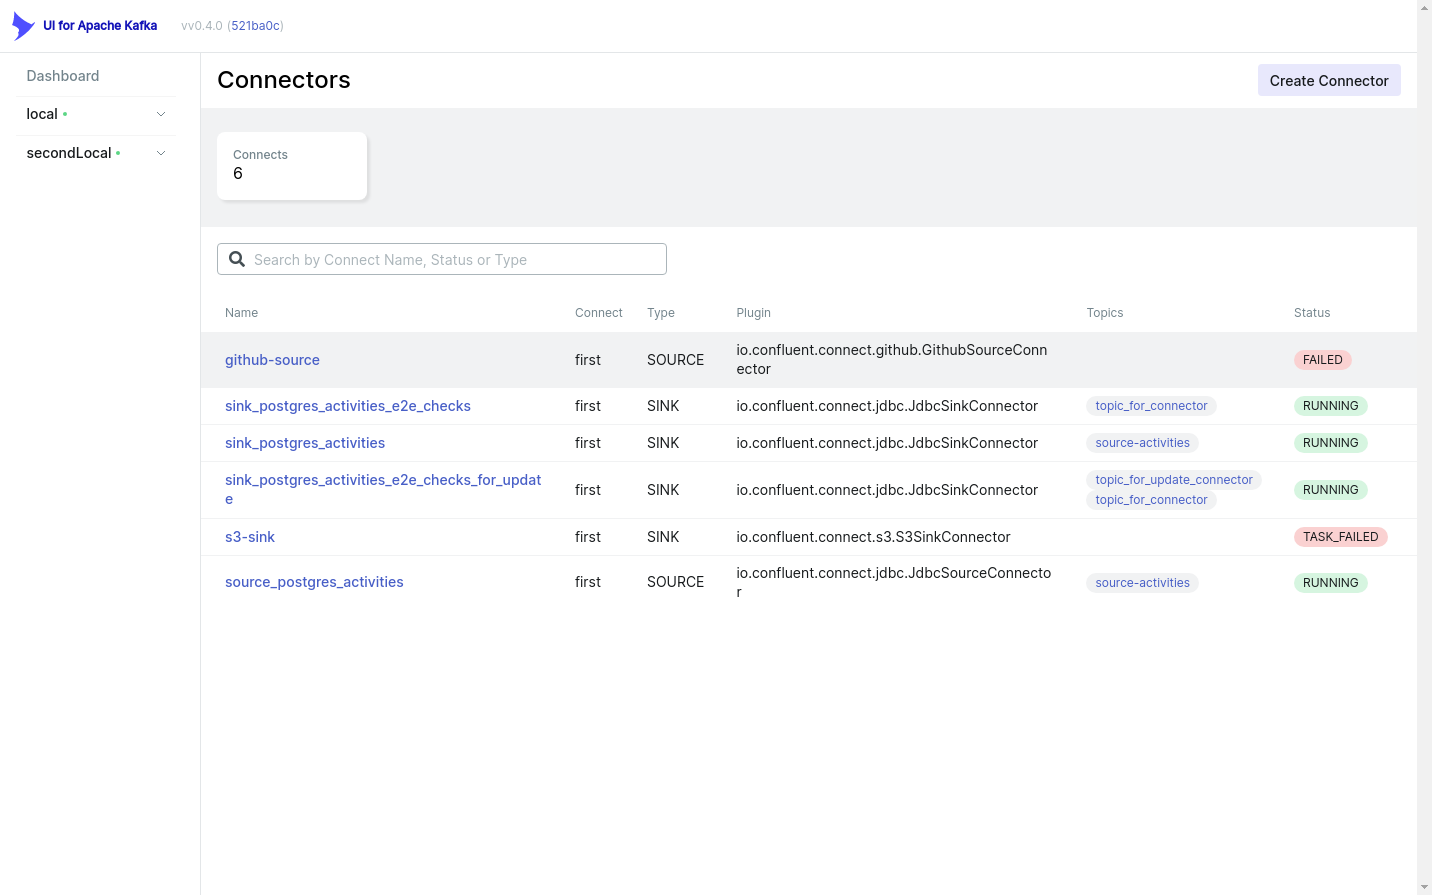 UI for Apache Kafka vv0.4.0 (521ba0c)
Dashboard
local
secondLocal
Connectors
Create Connector
Connects
6
Search by Connect Name, Status or Type
Name Connect Type Plugin Topics Status
github-source first SOURCE io.confluent.connect.github.GithubSourceConn
ector FAILED
sink_postgres_activities_e2e_checks first SINK io.confluent.connect.jdbc.JdbcSinkConnector topic_for_connector RUNNING
sink_postgres_activities first SINK io.confluent.connect.jdbc.JdbcSinkConnector source-activities RUNNING
sink_postgres_activities_e2e_checks_for_updat
e first SINK io.confluent.connect.jdbc.JdbcSinkConnector topic_for_update_connector
topic_for_connector RUNNING
s3-sink first SINK io.confluent.connect.s3.S3SinkConnector TASK_FAILED
source_postgres_activities first SOURCE io.confluent.connect.jdbc.JdbcSourceConnecto
r source-activities RUNNING